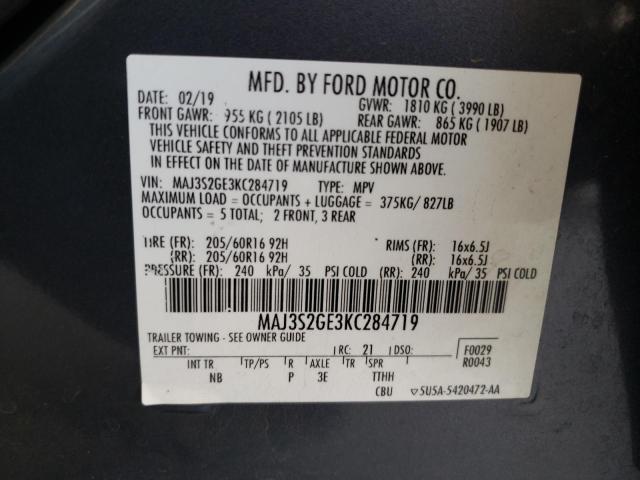 MFD. BY FORD MOTOR CO.
DATE: 02/19 GVWR: 1810 KG ( 3990 LB)
FRONT GAWR: 955 KG ( 2105 LB) REAR GAWR: 865 KG ( 1907 LB)
THIS VEHICLE CONFORMS TO ALL APPLICABLE FEDERAL MOTOR
VEHICLE SAFETY AND THEFT PREVENTION STANDARDS
IN EFFECT ON THE DATE OF MANUFACTURE SHOWN ABOVE.
VIN: MAJ3S2GE3KC284719 TYPE: MPV
MAXIMUM LOAD = OCCUPANTS + LUGGAGE = 375KG/ 827LB
OCCUPANTS = 5 TOTAL; 2 FRONT, 3 REAR
TIRE (FR): 205/60R16 92H RIMS (FR): 16x6.5J
(RR): 205/60R16 92H (RR): 16x6.5J
PRESSURE (FR): 240 kPa/ 35 PSI COLD (RR): 240 kPa/ 35 PSI COLD
MAJ3S2GE3KC284719
TRAILER TOWING - SEE OWNER GUIDE
EXT PNT: RC: 21 DSO: F0029
INT TR TP/PS R AXLE TR SPR R0043
NB P 3E TTHH
CBU ▽5U5A-5420472-AA